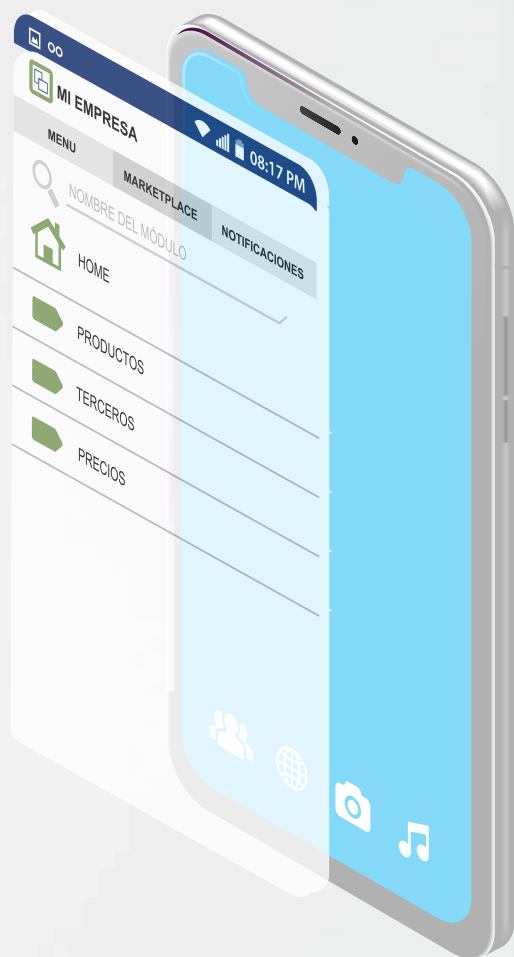 08:17 PM
MI EMPRESA
MENU
MARKETPLACE
NOTIFICACIONES
NOMBRE DEL MÓDULO
HOME
PRODUCTOS
TERCEROS
PRECIOS